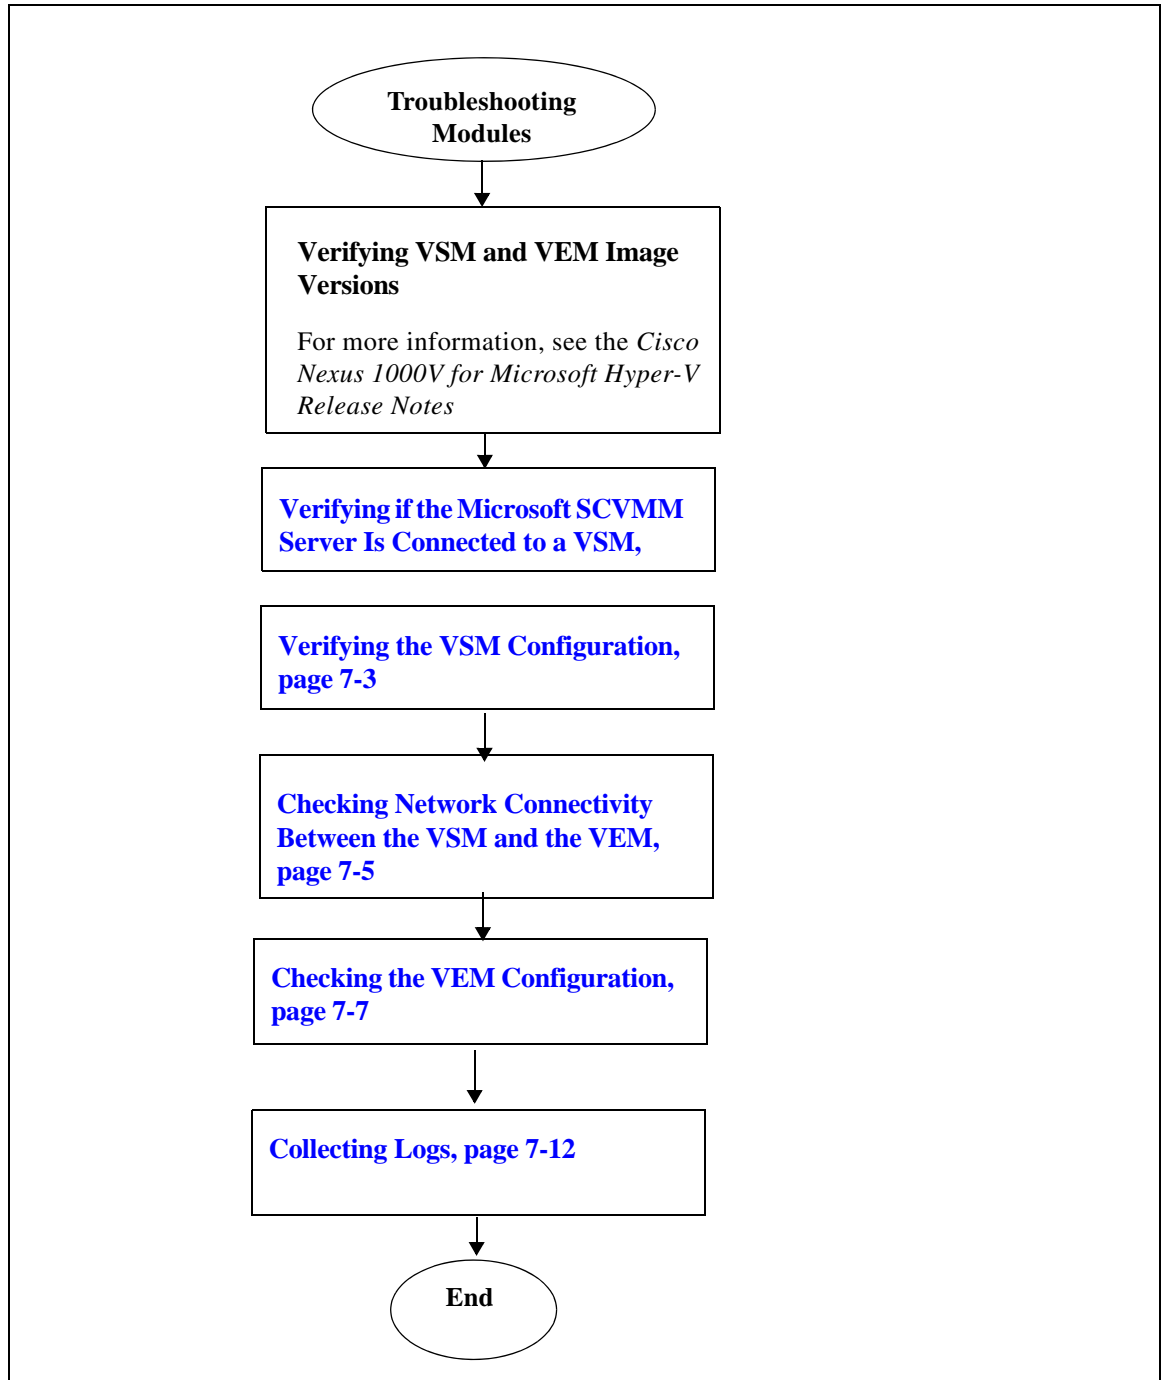 Troubleshooting
Modules
Verifying VSM and VEM Image
Versions
For more information, see the Cisco
Nexus 1000V for Microsoft Hyper-V
Release Notes
Verifying if the Microsoft SCVMM
Server Is Connected to a VSM,
Verifying the VSM Configuration,
page 7-3
Checking Network Connectivity
Between the VSM and the VEM,
page 7-5
Checking the VEM Configuration,
page 7-7
Collecting Logs, page 7-12
End